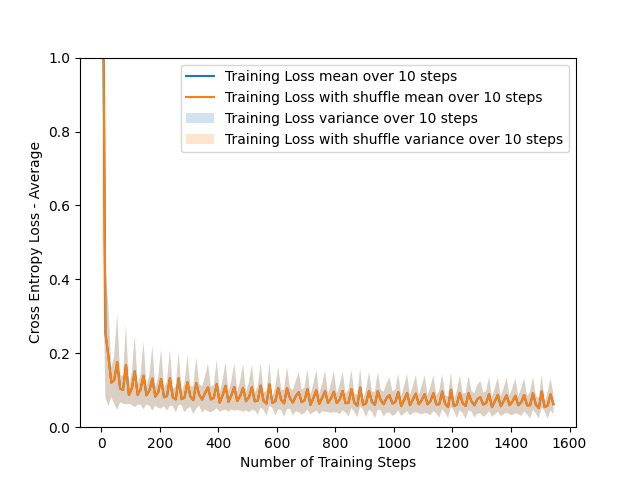 1.0
0.8
0.6
0.4
0.2
0.0
Cross Entropy Loss - Average
Training Loss mean over 10 steps
Training Loss with shuffle mean over 10 steps
Training Loss variance over 10 steps
Training Loss with shuffle variance over 10 steps
0 200 400 600 800 1000 1200 1400 1600
Number of Training Steps